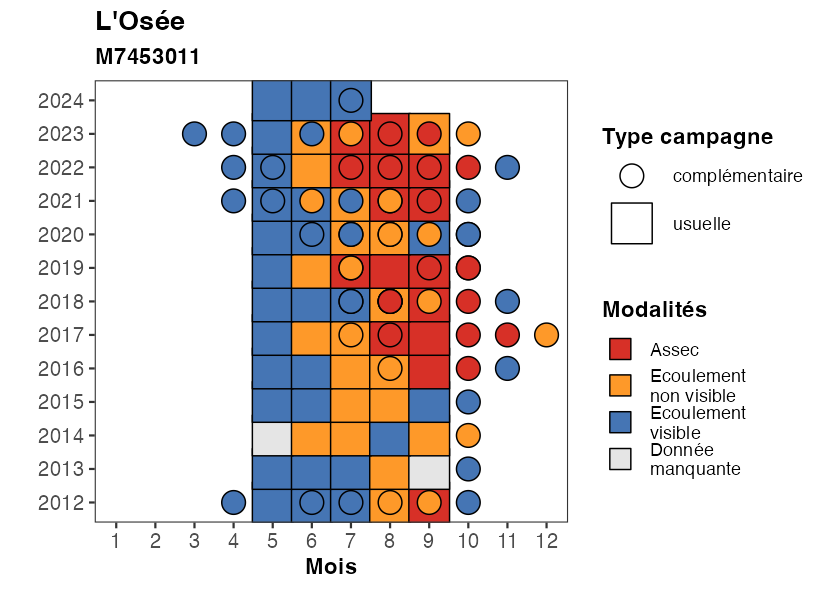 L'Osée
M7453011
2024
2023
2022
2021
2020
2019
2018
2017
2016
2015
2014
2013
2012
1 2 3 4 5 6 7 8 9 10 11 12
Mois
Type campagne
complémentaire
usuelle
Modalités
Assec
Ecoulement
non visible
Ecoulement
visible
Donnée
manquante